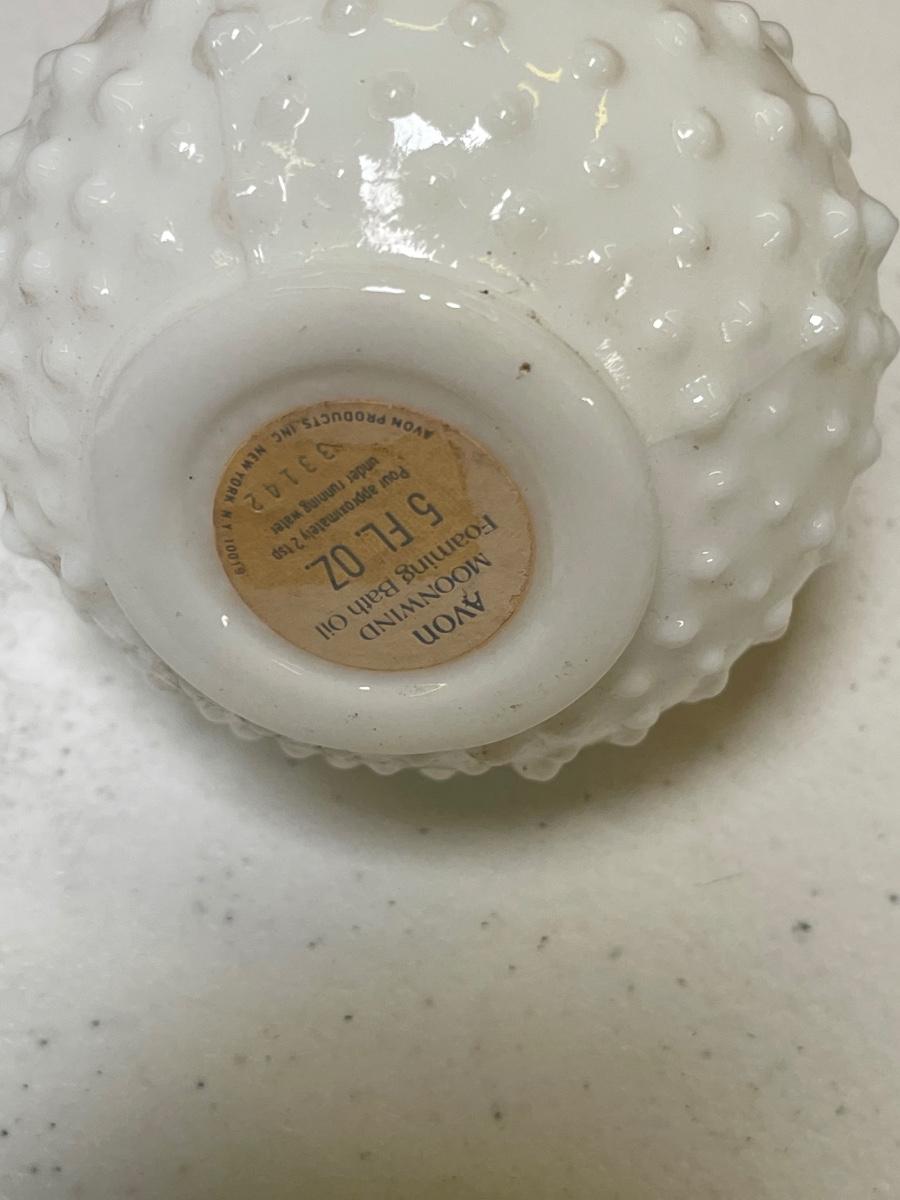 Avon
MOONWIND
Foaming Bath Oil
5 FL. OZ.
Pour approximately 2 tsp
under running water
33142
AVON PRODUCTS, INC. NEW YORK N.Y. 10019